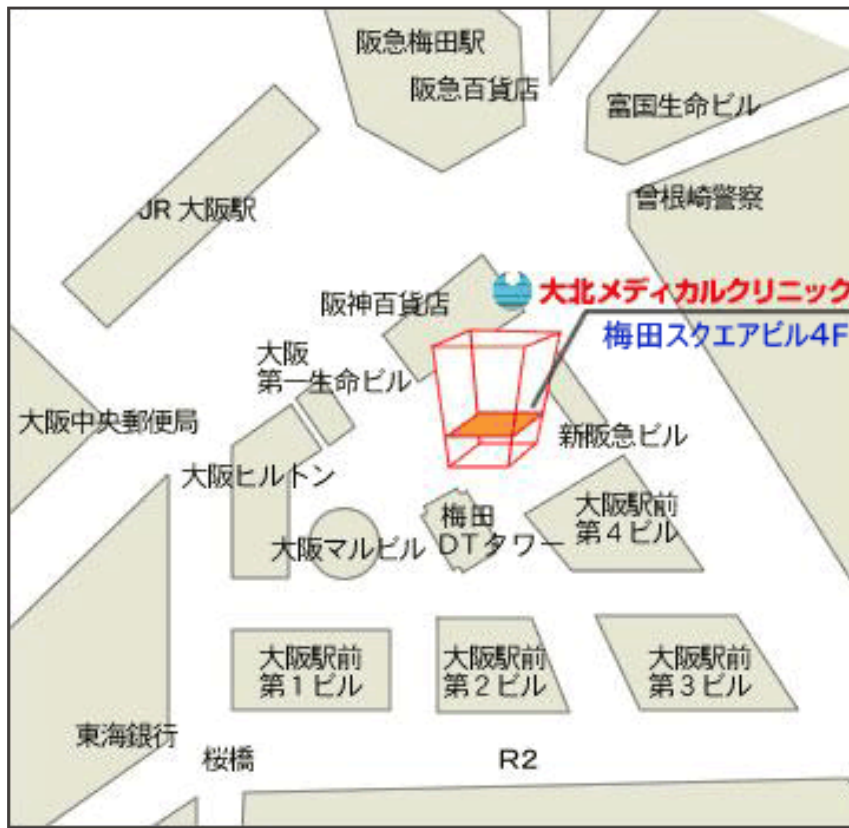 阪急梅田駅
阪急百貨店
富国生命ビル
曾根崎警察
JR 大阪駅
大北メディカルクリニック
阪神百貨店
梅田スクエアビル4F
大阪
第一生命ビル
大阪中央郵便局
新阪急ビル
大阪ヒルトン
大阪駅前
第4ビル
梅田
DTタワー
大阪マルビル
大阪駅前
第1ビル
大阪駅前
第2ビル
大阪駅前
第3ビル
東海銀行
桜橋
R2